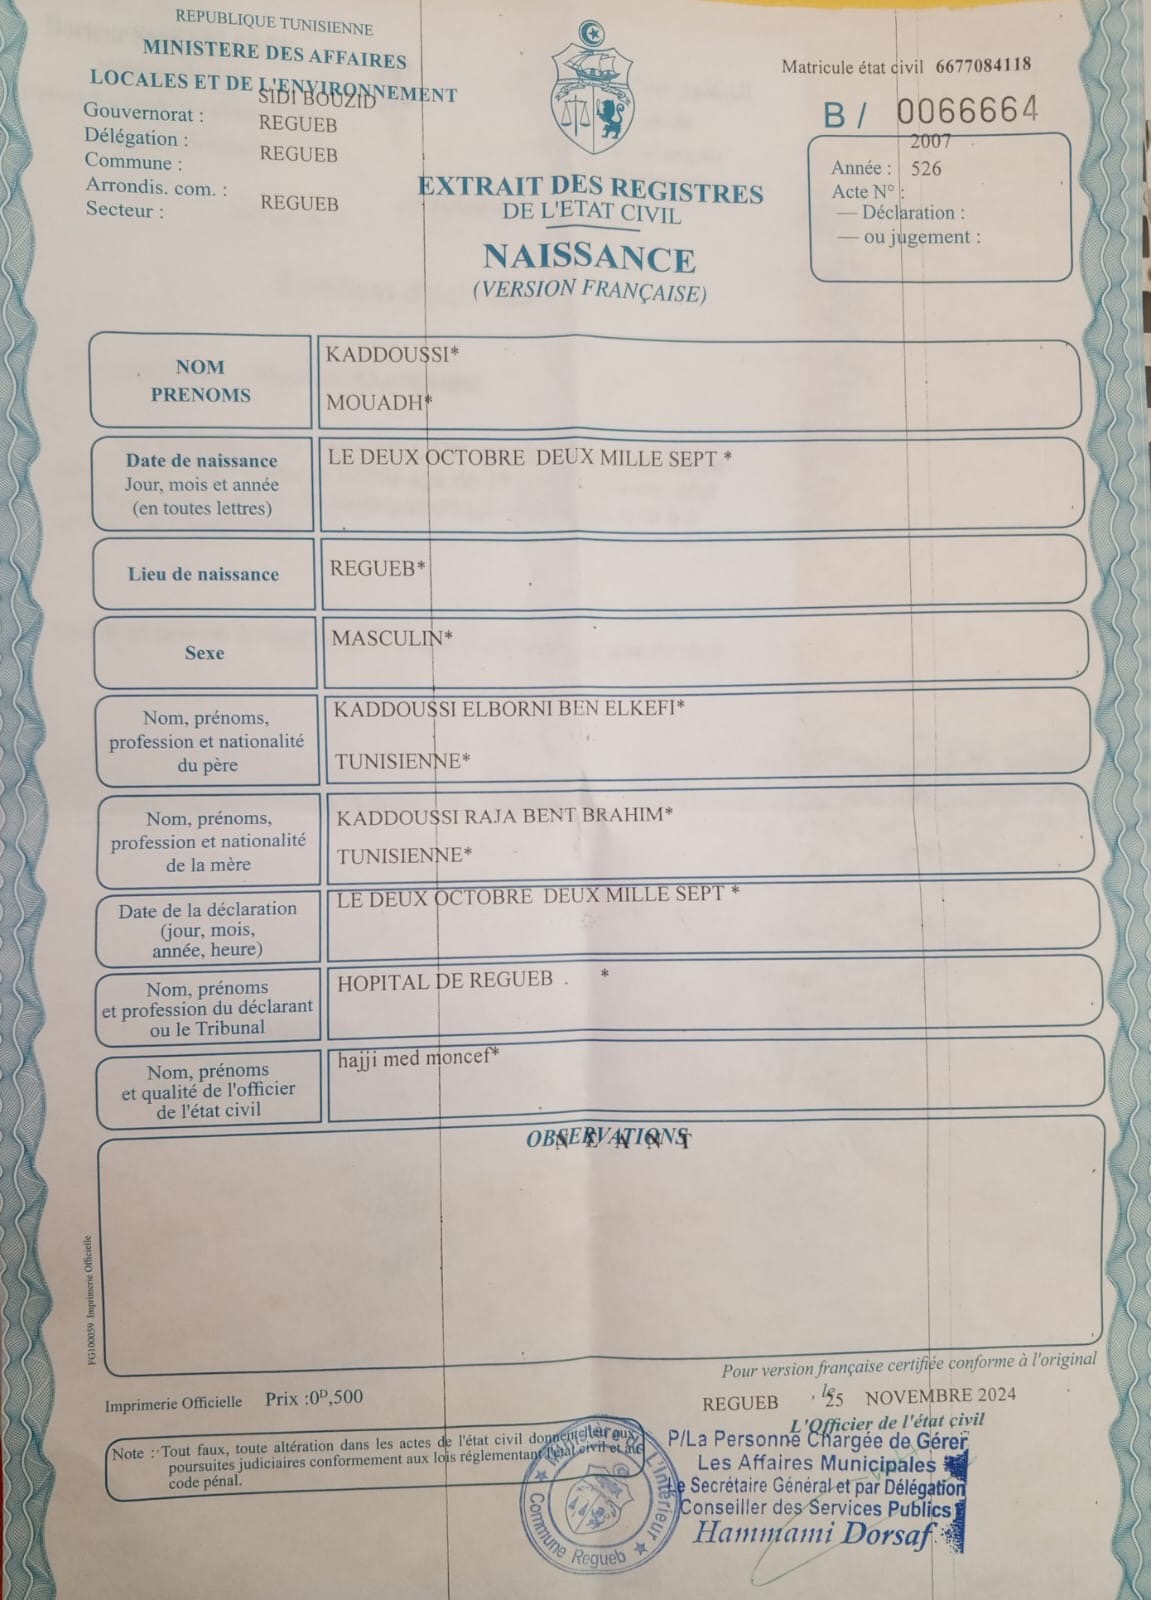 REPUBLIQUE TUNISIENNE
MINISTERE DES AFFAIRES
LOCALES ET DE L'ENVIRONNEMENT
Gouvernorat : SIDI BOUZID
Délégation : REGUEB
Commune : REGUEB
Arrondis. com. :
Secteur : REGUEB
Matricule état civil 6677084118
B / 0066664
2007
Année : 526
Acte N° :
— Déclaration :
— ou jugement :
EXTRAIT DES REGISTRES
DE L'ETAT CIVIL
NAISSANCE
(VERSION FRANÇAISE)
NOM
PRENOMS
KADDOUSSI*
MOUADH*
Date de naissance
Jour, mois et année
(en toutes lettres)
LE DEUX OCTOBRE DEUX MILLE SEPT *
Lieu de naissance
REGUEB*
Sexe
MASCULIN*
Nom, prénoms,
profession et nationalité
du père
KADDOUSSI ELBORNI BEN ELKEFI*
TUNISIENNE*
Nom, prénoms,
profession et nationalité
de la mère
KADDOUSSI RAJA BENT BRAHIM*
TUNISIENNE*
Date de la déclaration
(jour, mois,
année, heure)
LE DEUX OCTOBRE DEUX MILLE SEPT *
Nom, prénoms
et profession du déclarant
ou le Tribunal
HOPITAL DE REGUEB . *
Nom, prénoms
et qualité de l'officier
de l'état civil
hajji med moncef*
OBSERVATIONS
N E A N T
FG100059 Imprimerie Officielle
Pour version française certifiée conforme à l'original
Imprimerie Officielle Prix :0D,500
REGUEB , le 25 NOVEMBRE 2024
L'Officier de l'état civil
Note : Tout faux, toute altération dans les actes de l'état civil donnent lieu aux
poursuites judiciaires conformement aux lois réglementant l'état civil et au
code pénal.
P/La Personne Chargée de Gérer
Les Affaires Municipales
Le Secrétaire Général et par Délégation
Conseiller des Services Publics
Hammami Dorsaf
Ministère de L'Intérieur
Commune Regueb